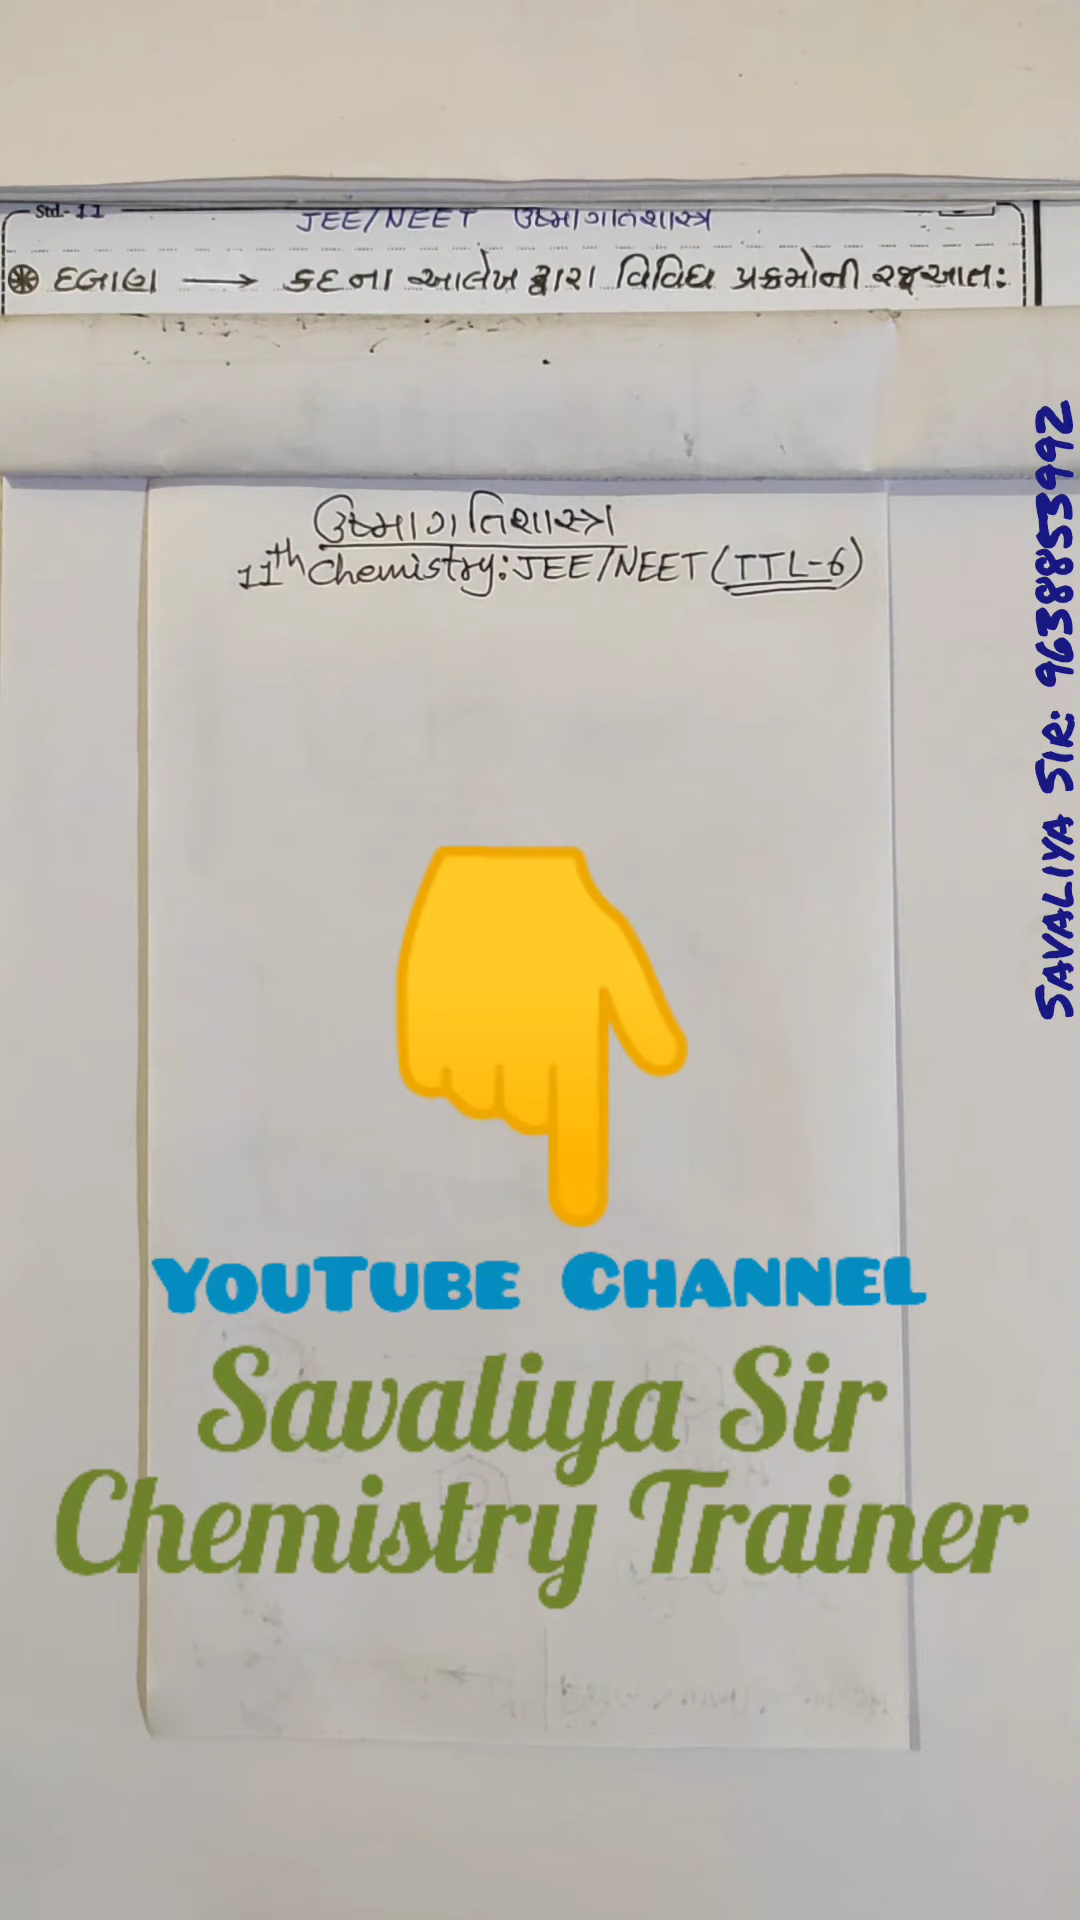 Std.- 11
JEE/NEET ઉષ્માગતિશાસ્ત્ર
દબાણ → કદના આલેખ દ્વારા વિવિધ પ્રક્રમોની રજૂઆત:
ઉષ્માગતિશાસ્ત્ર
11th Chemistry: JEE/NEET (TTL-6)
SAVALIYA SIR: 9638853992
YouTube Channel
Savaliya Sir
Chemistry Trainer